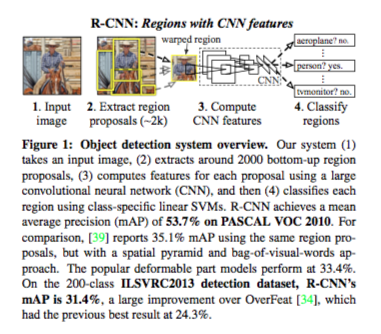 R-CNN: Regions with CNN features
warped region
aeroplane? no.
person? yes.
tvmonitor? no.
CNN
1. Input image
2. Extract region proposals (~2k)
3. Compute CNN features
4. Classify regions
Figure 1: Object detection system overview. Our system (1)
takes an input image, (2) extracts around 2000 bottom-up region
proposals, (3) computes features for each proposal using a large
convolutional neural network (CNN), and then (4) classifies each
region using class-specific linear SVMs. R-CNN achieves a mean
average precision (mAP) of 53.7% on PASCAL VOC 2010. For
comparison, [39] reports 35.1% mAP using the same region pro-
posals, but with a spatial pyramid and bag-of-visual-words ap-
proach. The popular deformable part models perform at 33.4%.
On the 200-class ILSVRC2013 detection dataset, R-CNN's
mAP is 31.4%, a large improvement over OverFeat [34], which
had the previous best result at 24.3%.